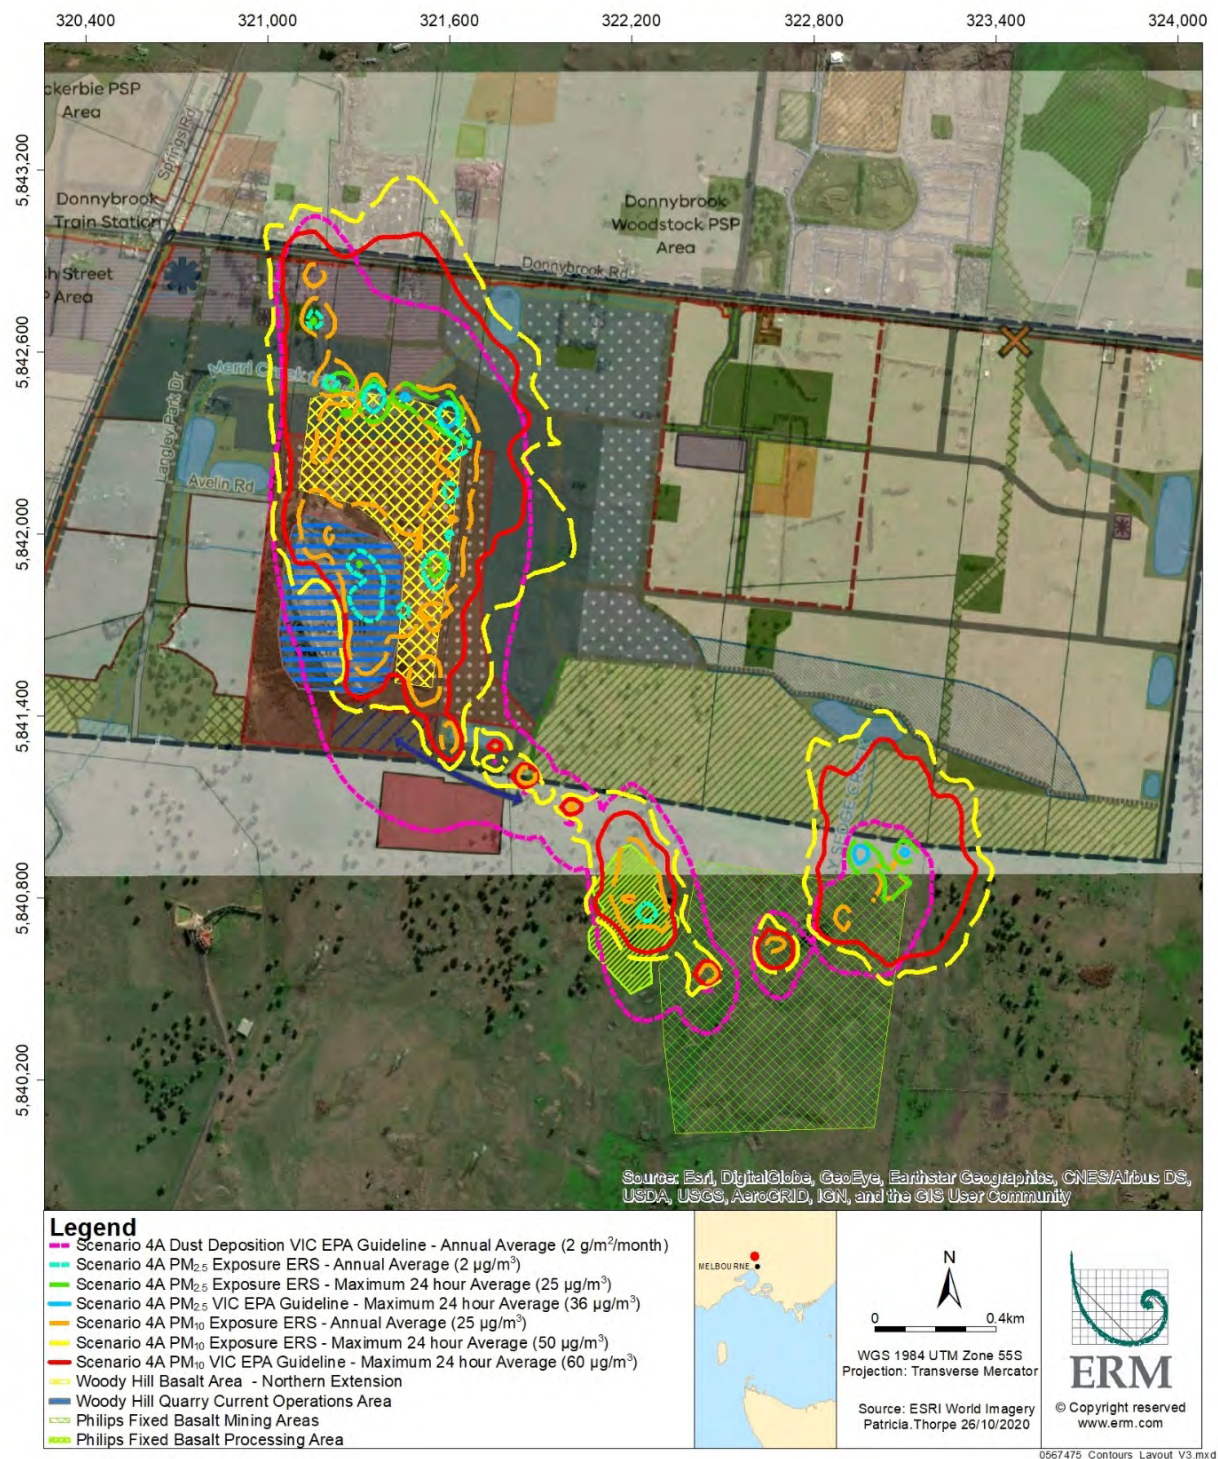 320,400 321,000 321,600 322,200 322,800 323,400 324,000
5,843,200
5,842,600
5,842,000
5,841,400
5,840,800
5,840,200
ckerbie PSP
Area
Springs Rd
Donnybrook
Train Station
Donnybrook
Woodstock PSP
Area
sh Street
P Area
Donnybrook Rd
Merri Creek
Langley Park Dr
Avelin Rd
Y SEDGE CR
Source: Esri, DigitalGlobe, GeoEye, Earthstar Geographics, CNES/Airbus DS,
USDA, USGS, AeroGRID, IGN, and the GIS User Community
Legend
Scenario 4A Dust Deposition VIC EPA Guideline - Annual Average (2 g/m²/month)
Scenario 4A PM₂.₅ Exposure ERS - Annual Average (2 µg/m³)
Scenario 4A PM₂.₅ Exposure ERS - Maximum 24 hour Average (25 µg/m³)
Scenario 4A PM₂.₅ VIC EPA Guideline - Maximum 24 hour Average (36 µg/m³)
Scenario 4A PM₁₀ Exposure ERS - Annual Average (25 µg/m³)
Scenario 4A PM₁₀ Exposure ERS - Maximum 24 hour Average (50 µg/m³)
Scenario 4A PM₁₀ VIC EPA Guideline - Maximum 24 hour Average (60 µg/m³)
Woody Hill Basalt Area - Northern Extension
Woody Hill Quarry Current Operations Area
Philips Fixed Basalt Mining Areas
Philips Fixed Basalt Processing Area
MELBOURNE
N
0 0.4km
WGS 1984 UTM Zone 55S
Projection: Transverse Mercator
Source: ESRI World Imagery
Patricia.Thorpe 26/10/2020
ERM
© Copyright reserved
www.erm.com
0567475_Contours_Layout_V3.mxd